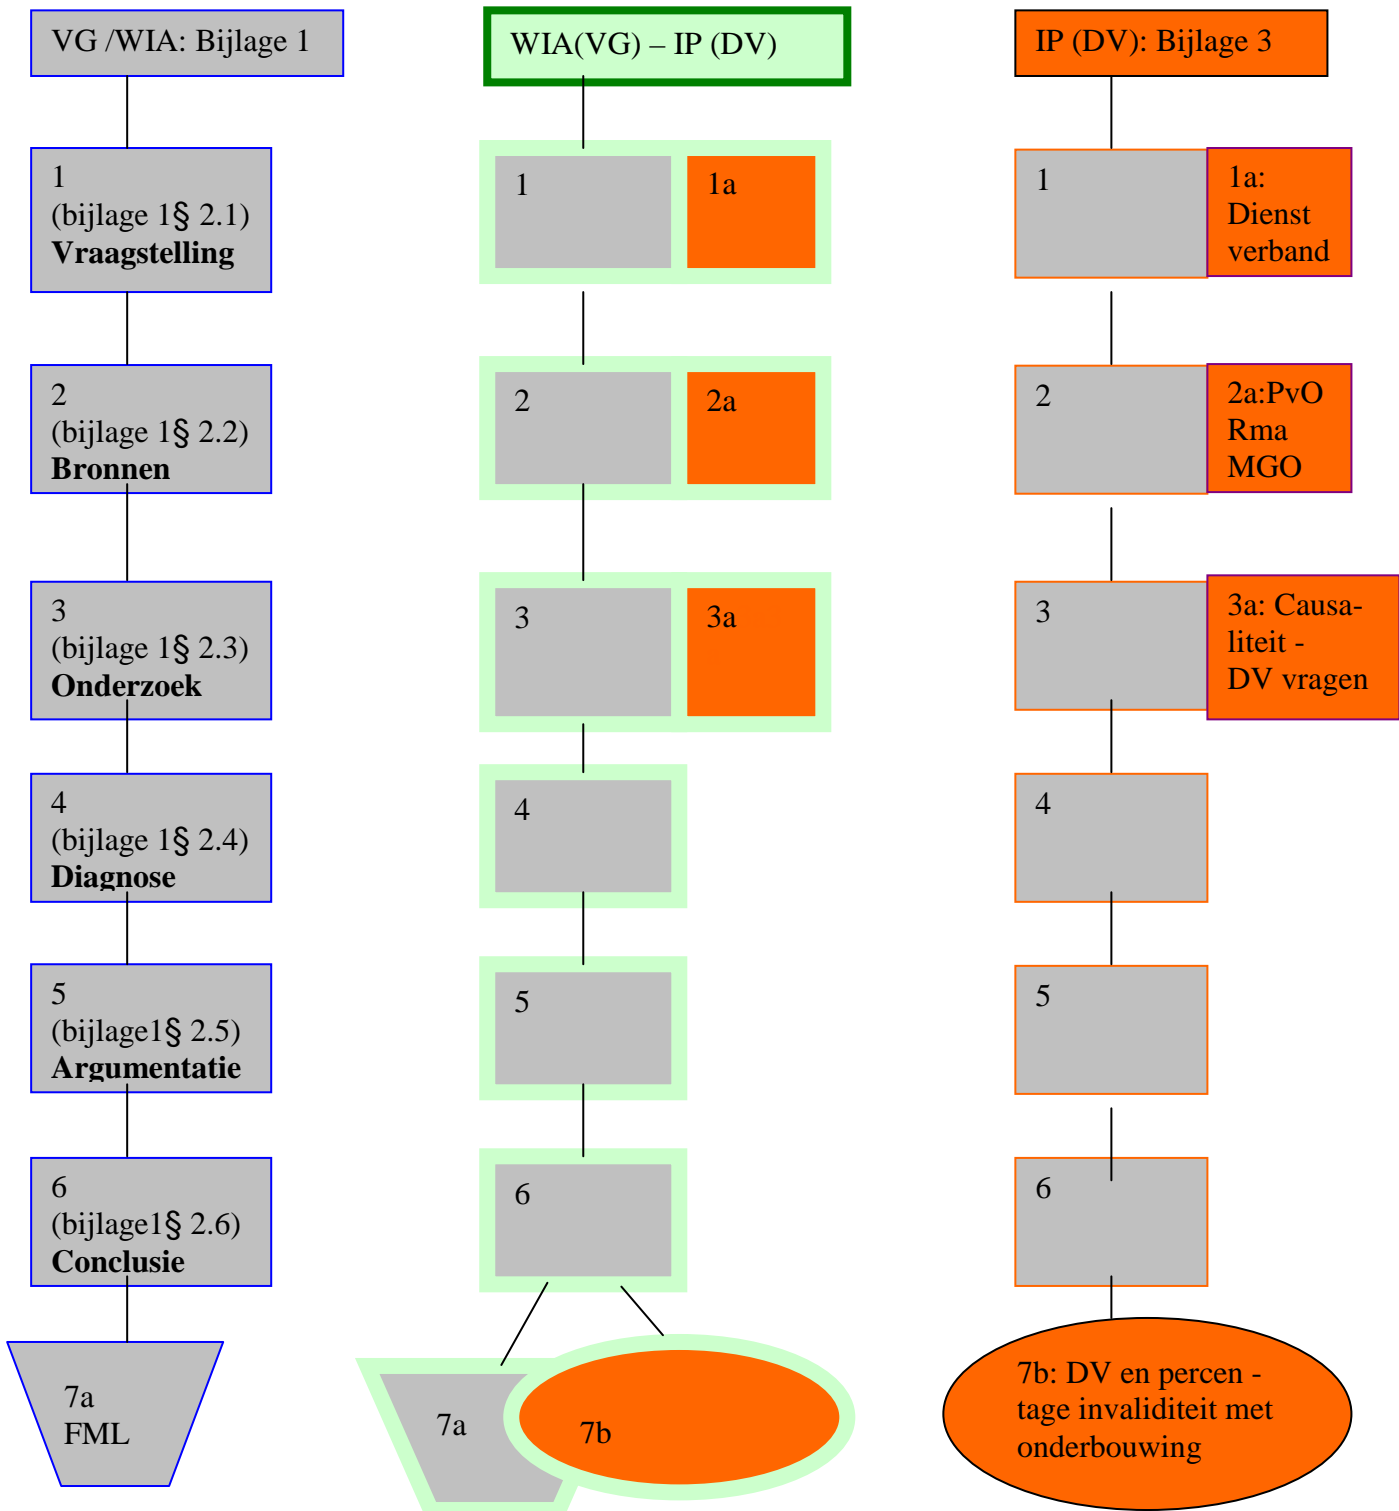 VG /WIA: Bijlage 1
1
(bijlage 1§ 2.1)
Vraagstelling
2
(bijlage 1§ 2.2)
Bronnen
3
(bijlage 1§ 2.3)
Onderzoek
4
(bijlage 1§ 2.4)
Diagnose
5
(bijlage1§ 2.5)
Argumentatie
6
(bijlage1§ 2.6)
Conclusie
7a
FML
WIA(VG) – IP (DV)
1
1a
2
2a
3
3a
4
5
6
7a
7b
IP (DV): Bijlage 3
1
1a:
Dienst
verband
2
2a:PvO
Rma
MGO
3
3a: Causa-
liteit -
DV vragen
4
5
6
7b: DV en percen -
tage invaliditeit met
onderbouwing